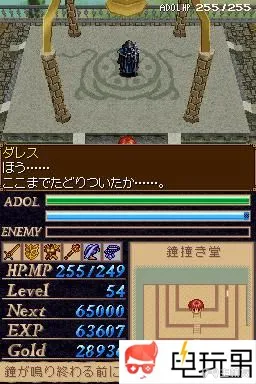 ADOL HP 255/255
ダレス
ほう……
ここまでたどりついたか……。
ADOL
ENEMY
鐘撞き堂
HP.MP 255/249
Level 54
Next 65000
EXP 63607
Gold 28936
电玩男
鐘が鳴り終わる前に